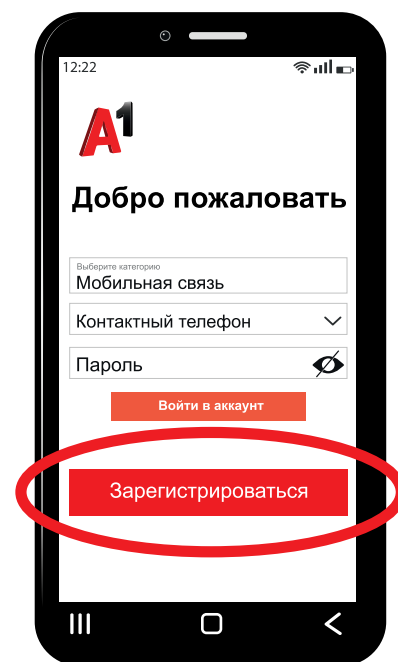 12:22
A1
Добро пожаловать
Выберите категорию
Мобильная связь
Контактный телефон
Пароль
Войти в аккаунт
Зарегистрироваться